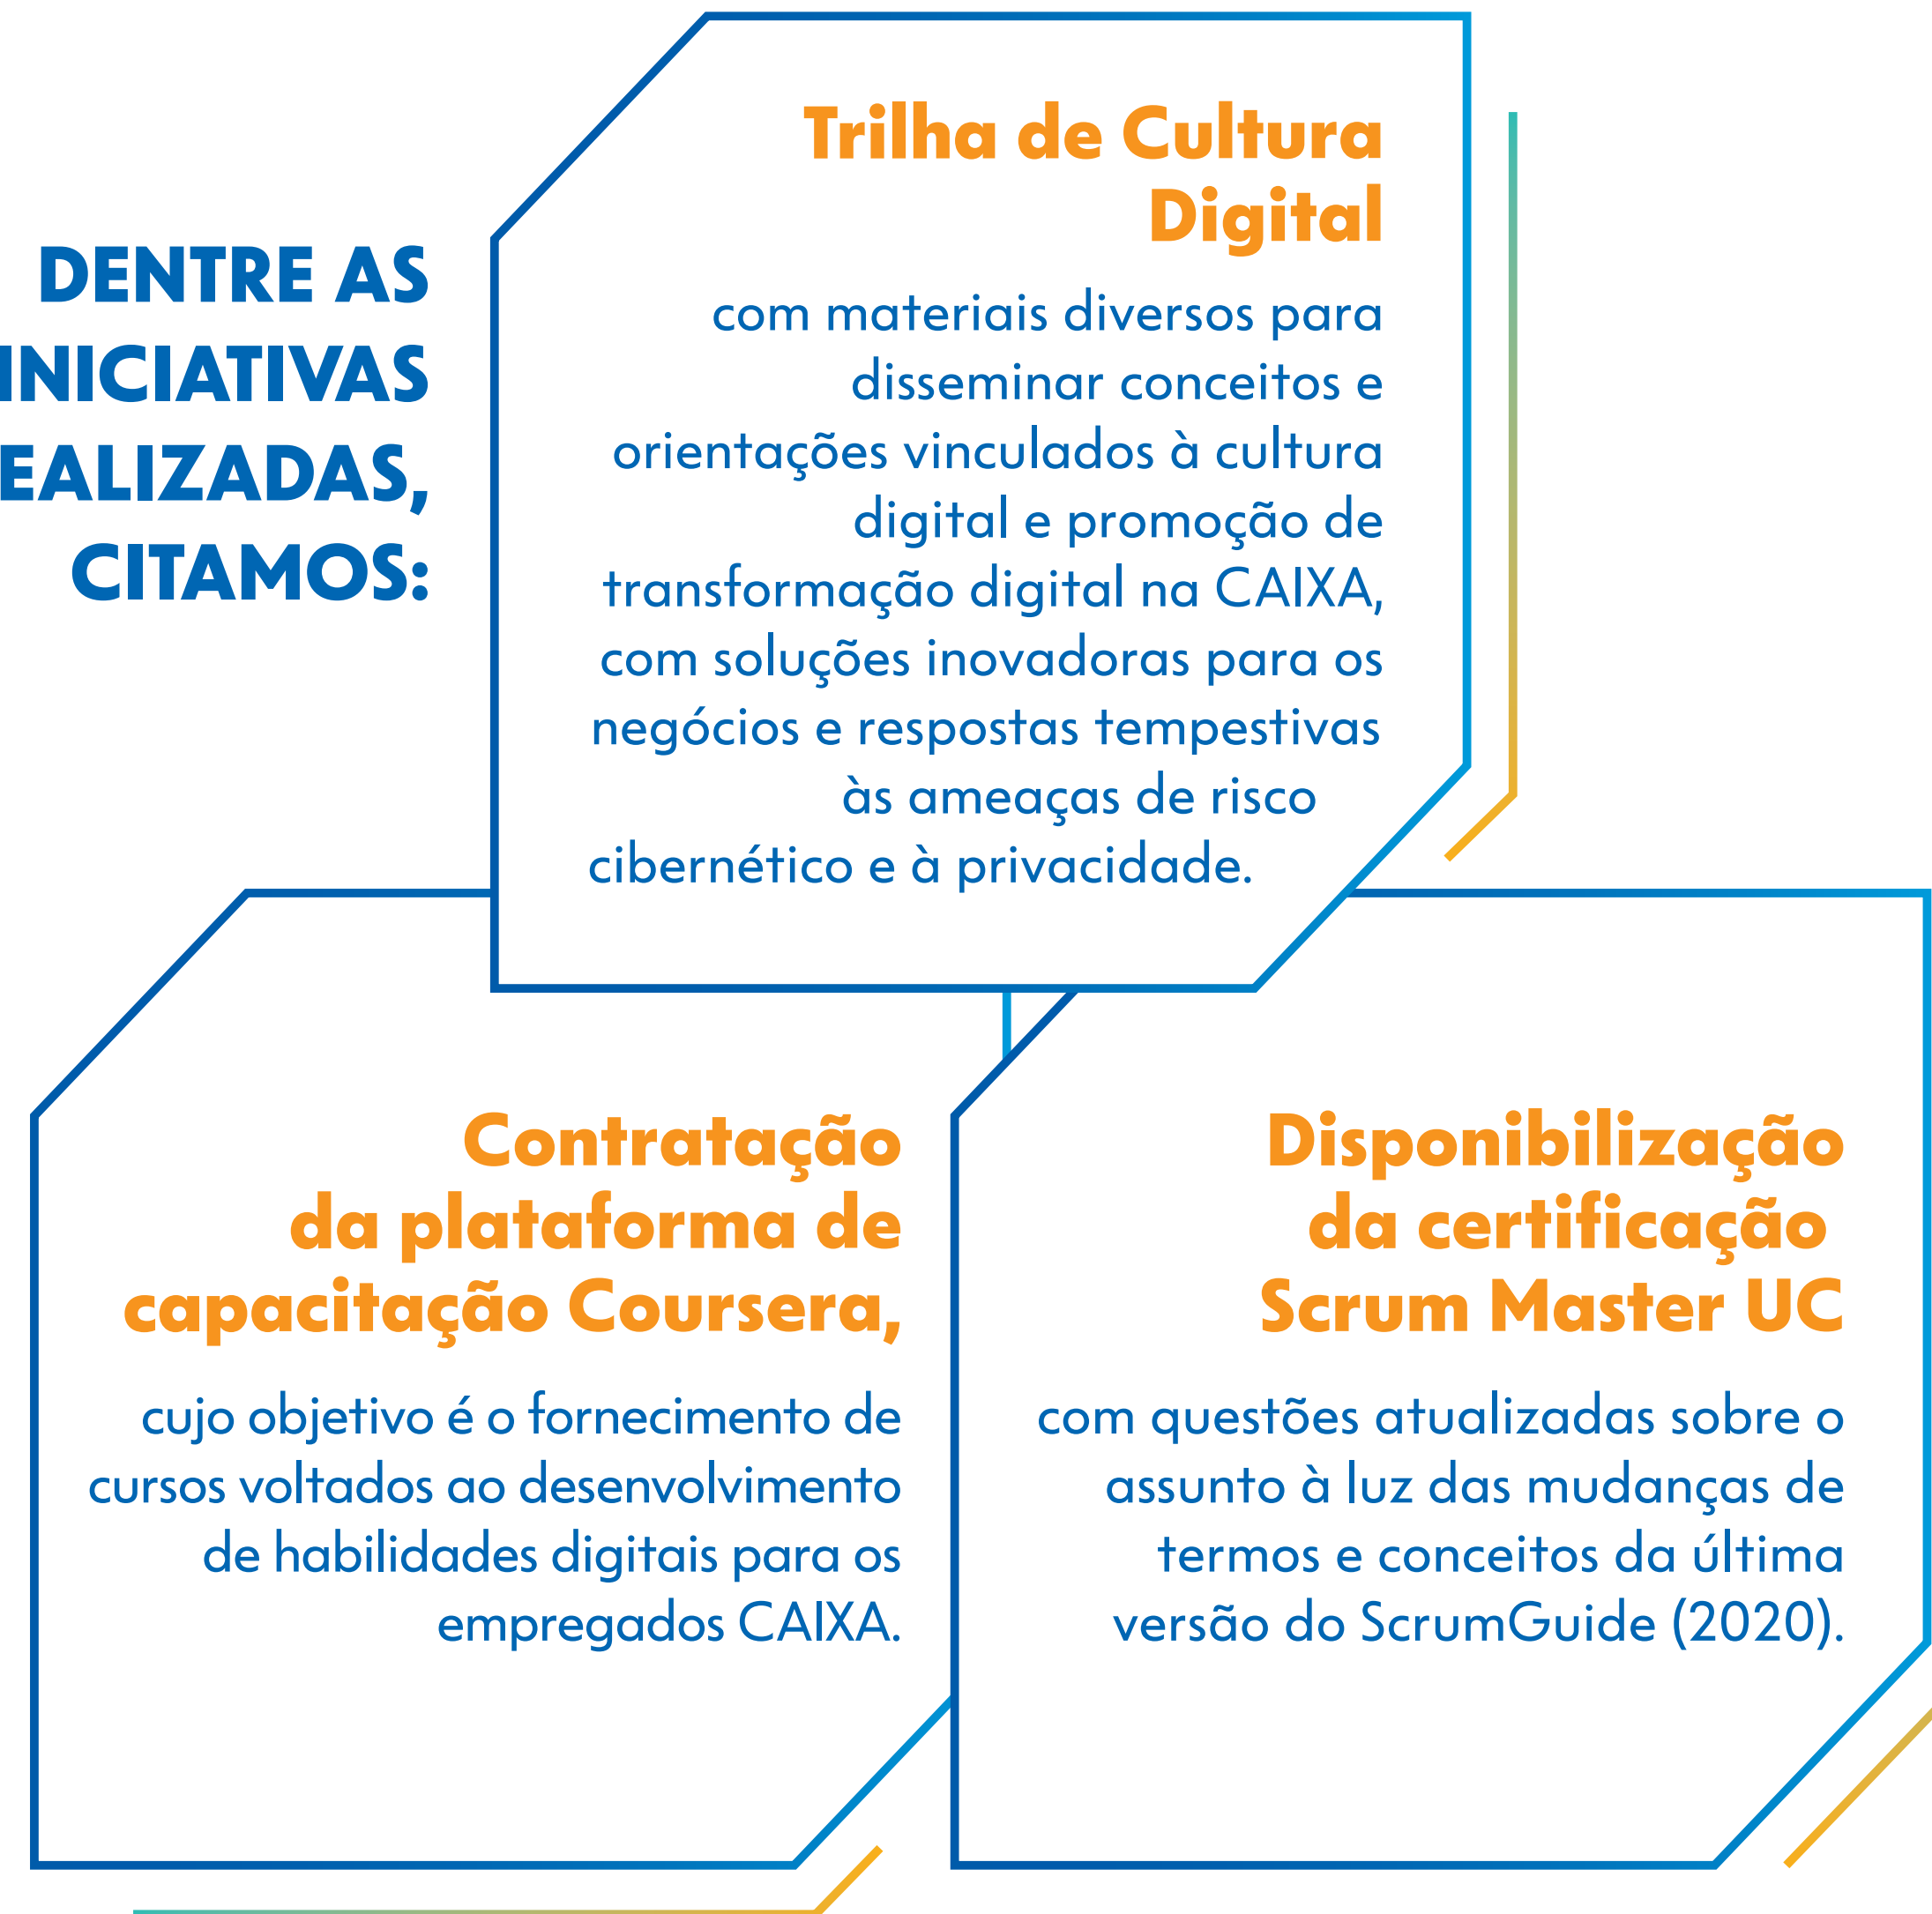 DENTRE AS
INICIATIVAS
EALIZADAS,
CITAMOS:
Trilha de Cultura
Digital
com materiais diversos para
disseminar conceitos e
orientações vinculados à cultura
digital e promoção de
transformação digital na CAIXA,
com soluções inovadoras para os
negócios e respostas tempestivas
às ameaças de risco
cibernético e à privacidade.
Contratação
da plataforma de
capacitação Coursera,
cujo objetivo é o fornecimento de
cursos voltados ao desenvolvimento
de habilidades digitais para os
empregados CAIXA.
Disponibilização
da certificação
Scrum Master UC
com questões atualizadas sobre o
assunto à luz das mudanças de
termos e conceitos da última
versão do ScrumGuide (2020).